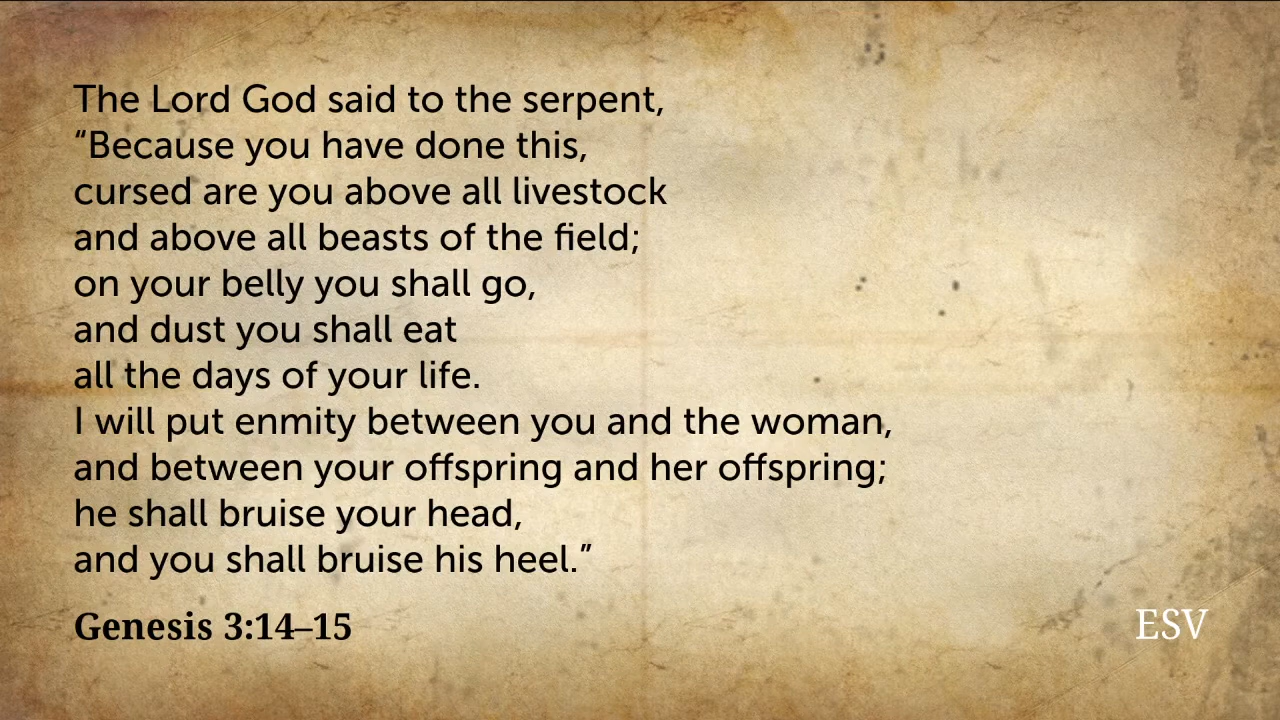 The Lord God said to the serpent,
“Because you have done this,
cursed are you above all livestock
and above all beasts of the field;
on your belly you shall go,
and dust you shall eat
all the days of your life.
I will put enmity between you and the woman,
and between your offspring and her offspring;
he shall bruise your head,
and you shall bruise his heel.”
Genesis 3:14–15
ESV